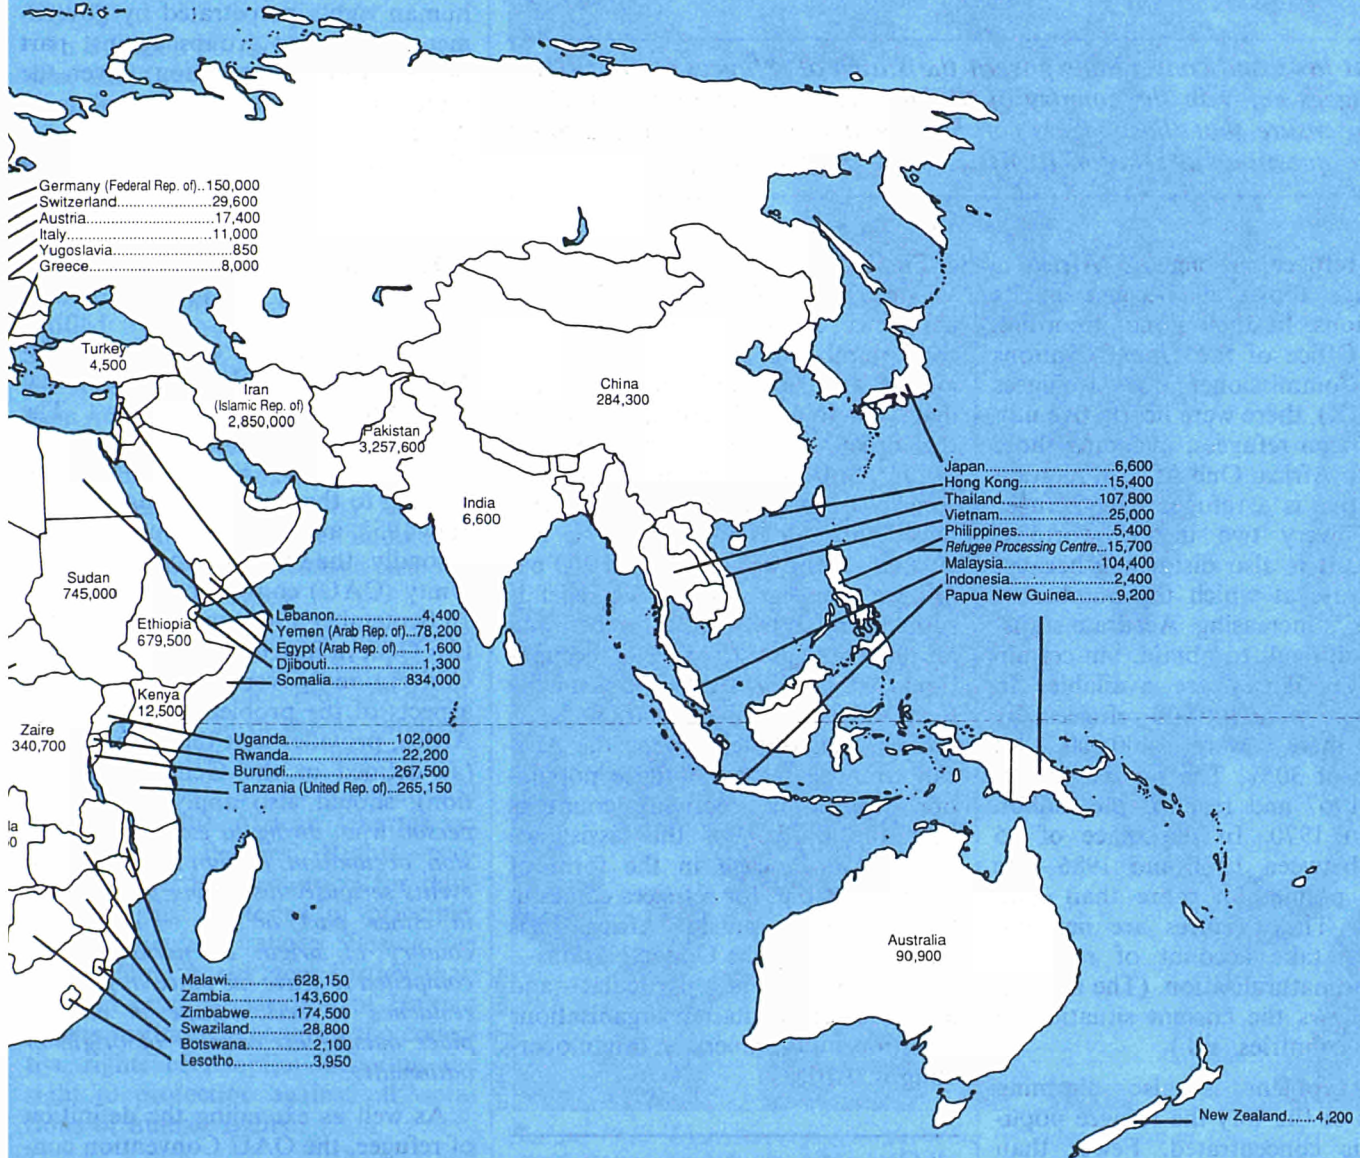 Germany (Federal Rep. of)..150,000
Switzerland.....................29,600
Austria.............................17,400
Italy.................................11,000
Yugoslavia............................850
Greece.............................8,000
Turkey
4,500
Iran
(Islamic Rep. of)
2,850,000
Pakistan
3,257,600
China
284,300
India
6,600
Japan............................6,600
Hong Kong...................15,400
Thailand......................107,800
Vietnam........................25,000
Philippines......................5,400
Refugee Processing Centre...15,700
Malaysia.......................104,400
Indonesia........................2,400
Papua New Guinea........9,200
Sudan
745,000
Ethiopia
679,500
Lebanon.......................4,400
Yemen (Arab Rep. of)...78,200
Egypt (Arab Rep. of).......1,600
Djibouti..........................1,300
Somalia....................834,000
Kenya
12,500
Zaire
340,700
Uganda.........................102,000
Rwanda..........................22,200
Burundi.........................267,500
Tanzania (United Rep. of)...265,150
la
0
Australia
90,900
Malawi................628,150
Zambia................143,600
Zimbabwe...........174,500
Swaziland.............28,800
Botswana...............2,100
Lesotho..................3,950
New Zealand.......4,200